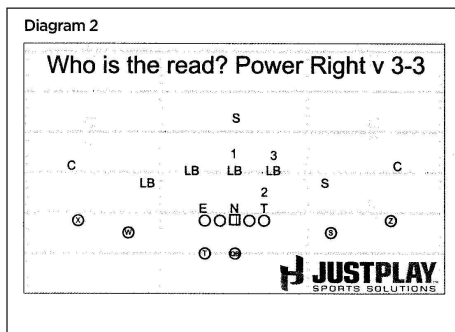 Diagram 2
Who is the read? Power Right v 3-3
S
1 3
C LB LB LB C
LB S
2
E N T
X Z
W S
T QB
JUSTPLAY
SPORTS SOLUTIONS